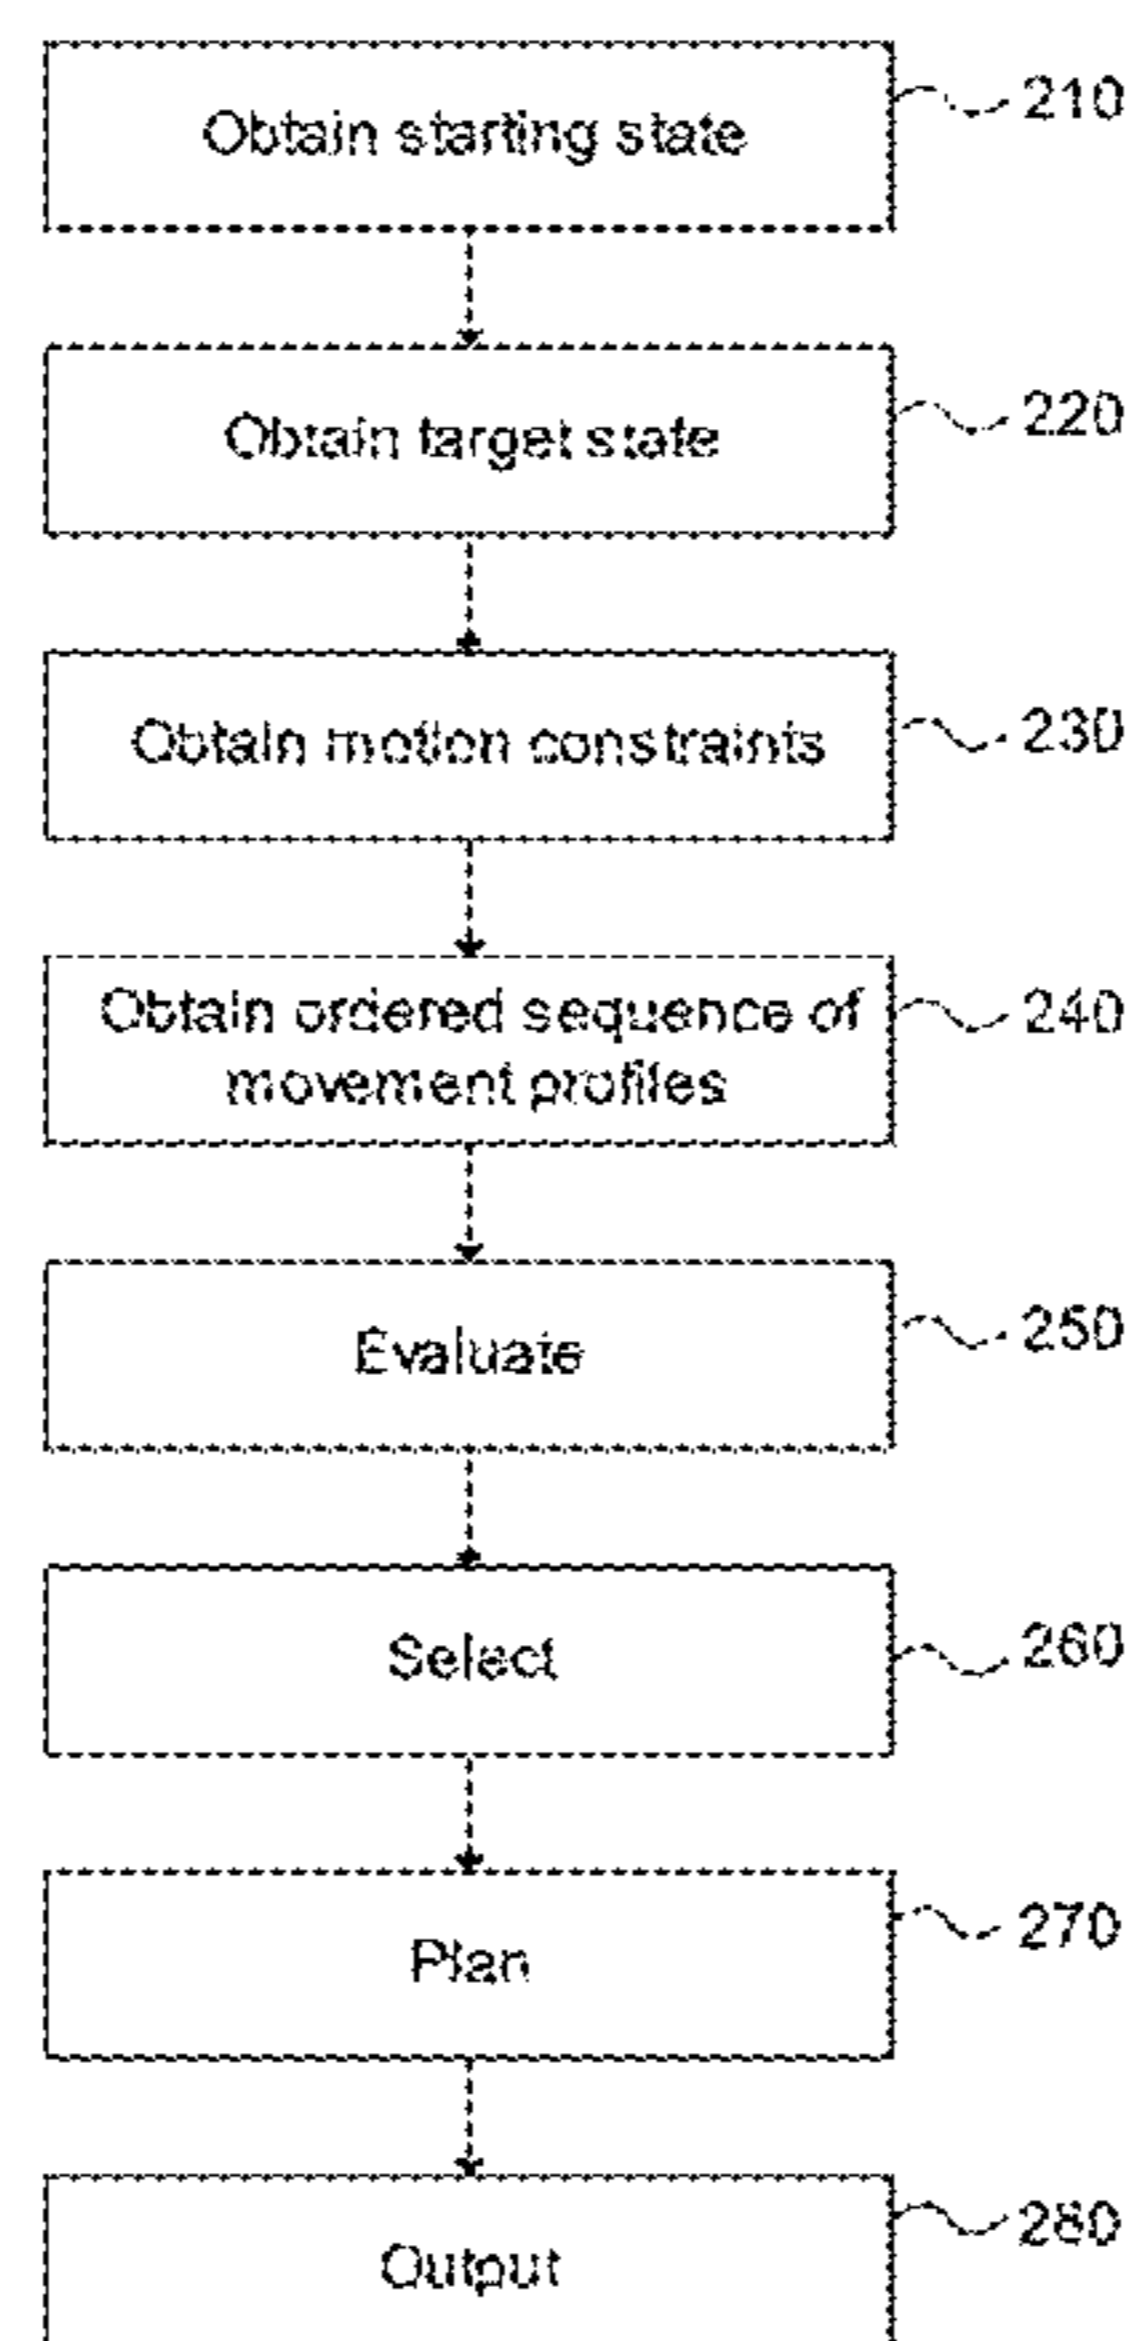 Obtain starting state
210
Obtain target state
220
Obtain motion constraints
230
Obtain ordered sequence of
movement profiles
240
Evaluate
250
Select
260
Plan
270
Output
280